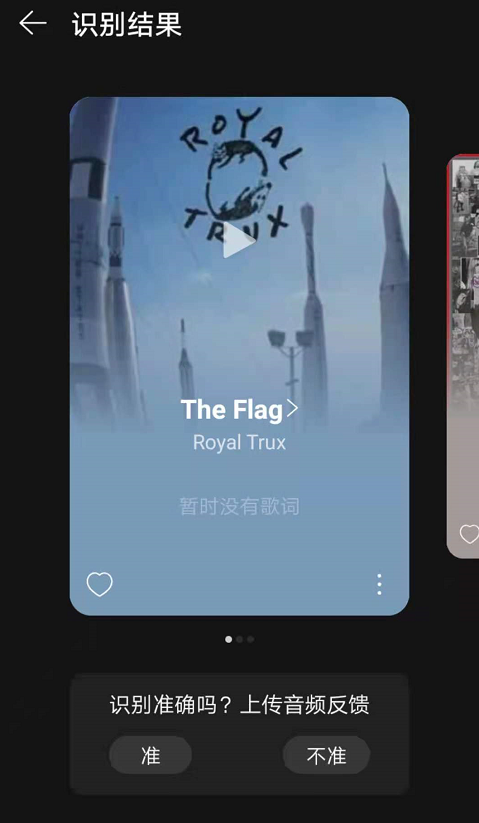 识别结果
ROYAL
TRUX
The Flag
Royal Trux
暂时没有歌词
识别准确吗？上传音频反馈
准
不准